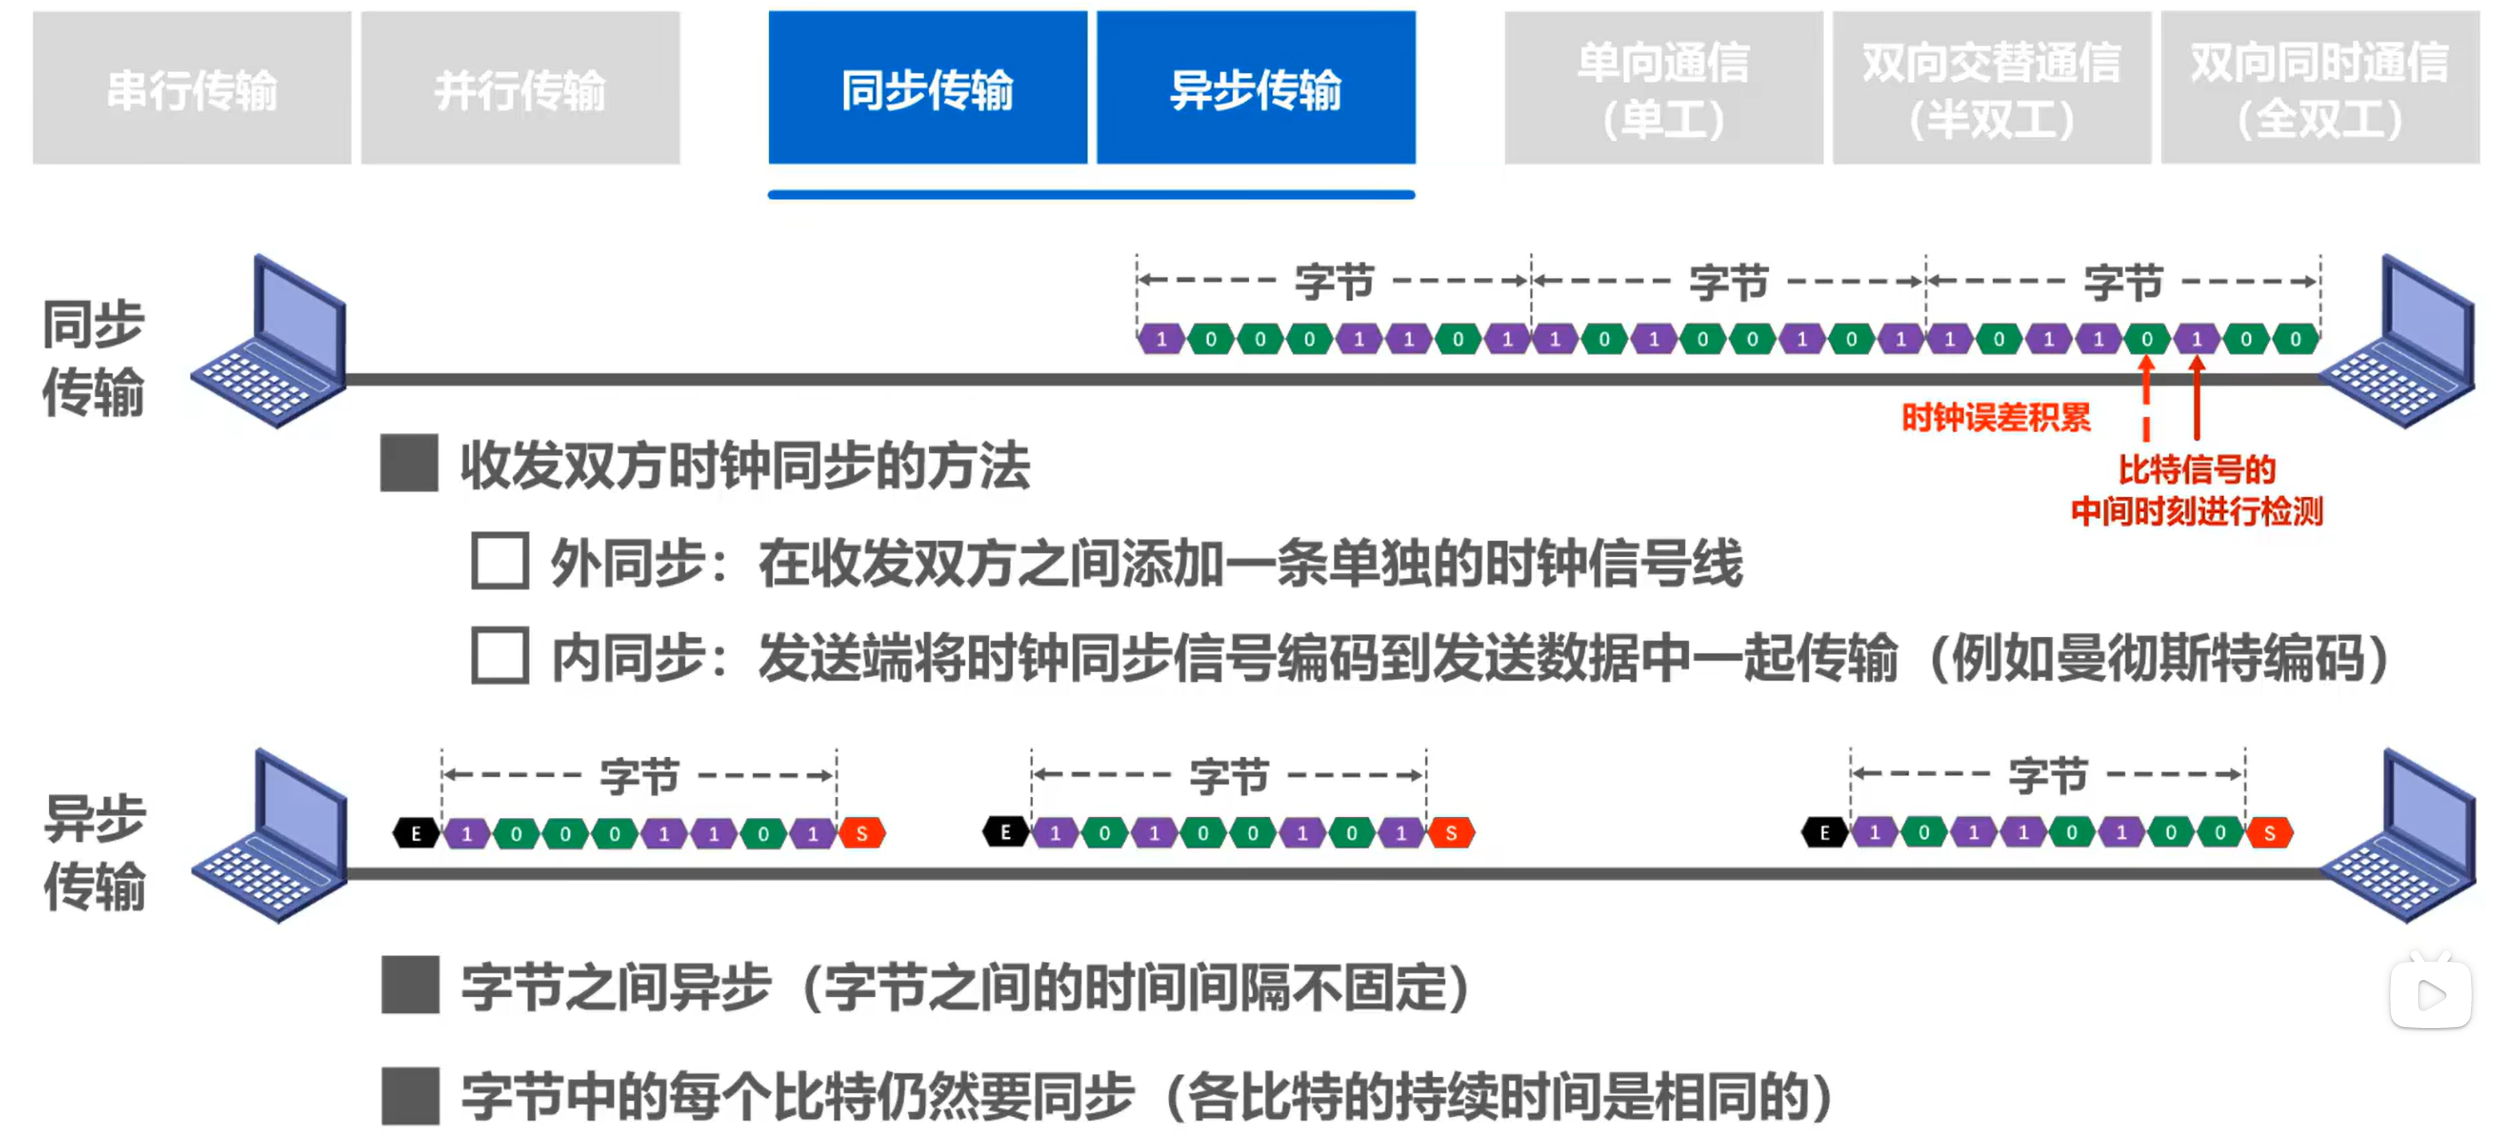 串行传输
并行传输
同步传输
异步传输
单向通信
（单工）
双向交替通信
（半双工）
双向同时通信
（全双工）
同步
传输
字节
字节
字节
1 0 0 0 1 1 0 1 1 0 1 0 0 1 0 1 1 0 1 1 0 1 0 0
时钟误差积累
比特信号的
中间时刻进行检测
收发双方时钟同步的方法
外同步：在收发双方之间添加一条单独的时钟信号线
内同步：发送端将时钟同步信号编码到发送数据中一起传输（例如曼彻斯特编码）
异步
传输
字节
字节
字节
E 1 0 0 0 1 1 0 1 S
E 1 0 1 0 0 1 0 1 S
E 1 0 1 1 0 1 0 0 S
字节之间异步（字节之间的时间间隔不固定）
字节中的每个比特仍然要同步（各比特的持续时间是相同的）